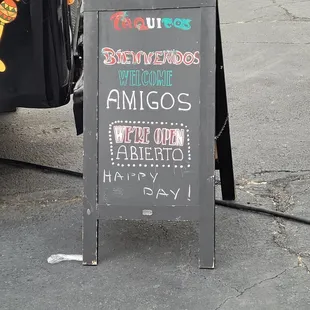 TaQUiTOS
BIENVENIDOS
WELCOME
AMIGOS
WE'RE OPEN
ABIERTO
HAPPY
DAY!